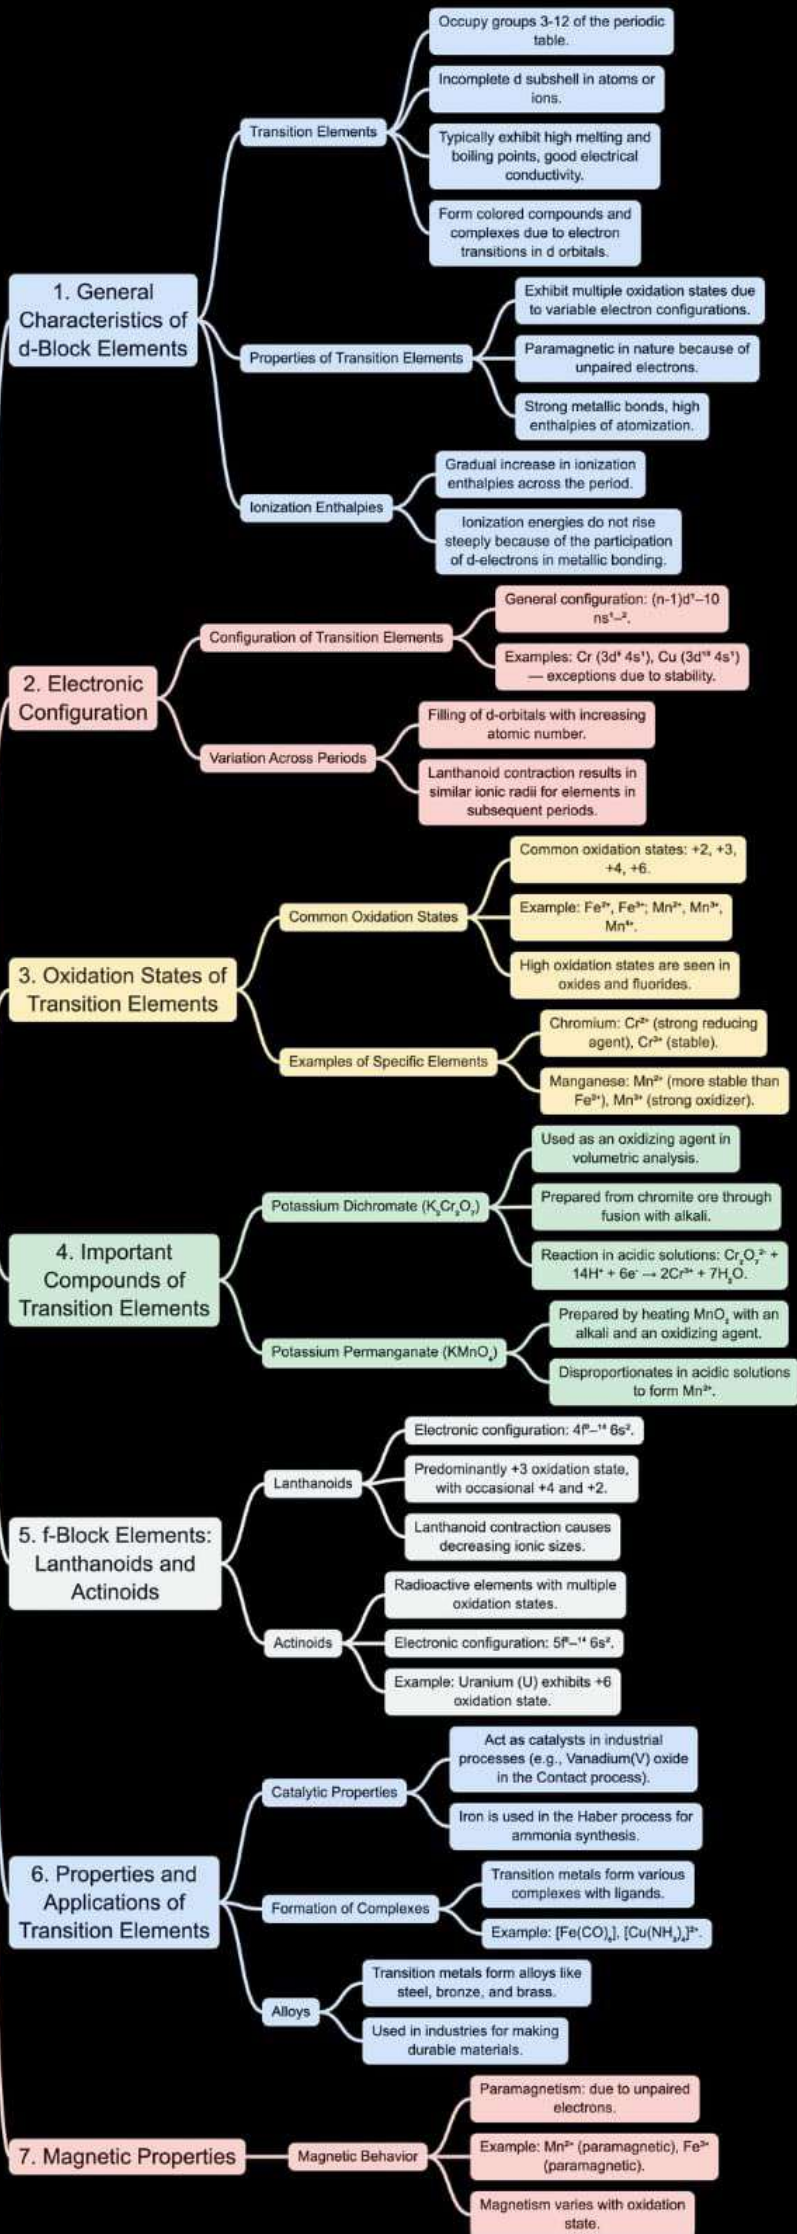 Occupy groups 3-12 of the periodic
table.
Incomplete d subshell in atoms or
ions.
Transition Elements
Typically exhibit high melting and
boiling points, good electrical
conductivity.
Form colored compounds and
complexes due to electron
transitions in d orbitals.
1. General
Characteristics of
d-Block Elements
Exhibit multiple oxidation states due
to variable electron configurations.
Properties of Transition Elements
Paramagnetic in nature because of
unpaired electrons.
Strong metallic bonds, high
enthalpies of atomization.
Gradual increase in ionization
enthalpies across the period.
Ionization Enthalpies
Ionization energies do not rise
steeply because of the participation
of d-electrons in metallic bonding.
2. Electronic
Configuration
Configuration of Transition Elements
General configuration: (n-1)d¹–10
ns¹–².
Examples: Cr (3d⁵ 4s¹), Cu (3d¹⁰ 4s¹)
— exceptions due to stability.
Variation Across Periods
Filling of d-orbitals with increasing
atomic number.
Lanthanoid contraction results in
similar ionic radii for elements in
subsequent periods.
3. Oxidation States of
Transition Elements
Common Oxidation States
Common oxidation states: +2, +3,
+4, +6.
Example: Fe²⁺, Fe³⁺; Mn²⁺, Mn³⁺,
Mn⁴⁺.
High oxidation states are seen in
oxides and fluorides.
Examples of Specific Elements
Chromium: Cr²⁺ (strong reducing
agent), Cr³⁺ (stable).
Manganese: Mn²⁺ (more stable than
Fe²⁺), Mn³⁺ (strong oxidizer).
4. Important
Compounds of
Transition Elements
Potassium Dichromate (K₂Cr₂O₇)
Used as an oxidizing agent in
volumetric analysis.
Prepared from chromite ore through
fusion with alkali.
Reaction in acidic solutions: Cr₂O₇²⁻ +
14H⁺ + 6e⁻ → 2Cr³⁺ + 7H₂O.
Potassium Permanganate (KMnO₄)
Prepared by heating MnO₂ with an
alkali and an oxidizing agent.
Disproportionates in acidic solutions
to form Mn²⁺.
5. f-Block Elements:
Lanthanoids and
Actinoids
Lanthanoids
Electronic configuration: 4f⁰–¹⁴ 6s².
Predominantly +3 oxidation state,
with occasional +4 and +2.
Lanthanoid contraction causes
decreasing ionic sizes.
Actinoids
Radioactive elements with multiple
oxidation states.
Electronic configuration: 5f⁰–¹⁴ 6s².
Example: Uranium (U) exhibits +6
oxidation state.
6. Properties and
Applications of
Transition Elements
Catalytic Properties
Act as catalysts in industrial
processes (e.g., Vanadium(V) oxide
in the Contact process).
Iron is used in the Haber process for
ammonia synthesis.
Formation of Complexes
Transition metals form various
complexes with ligands.
Example: [Cu(NH₃)₄]²⁺.
Alloys
Transition metals form alloys like
steel, bronze, and brass.
Used in industries for making
durable materials.
7. Magnetic Properties
Magnetic Behavior
Paramagnetism: due to unpaired
electrons.
Example: Mn²⁺ (paramagnetic), Fe³⁺
(paramagnetic).
Magnetism varies with oxidation
state.